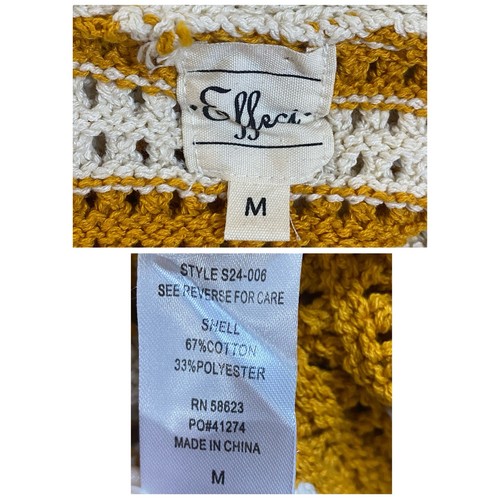 ·Effeci·
M
STYLE S24-006
SEE REVERSE FOR CARE
SHELL
67%COTTON
33%POLYESTER
RN 58623
PO#41274
MADE IN CHINA
M